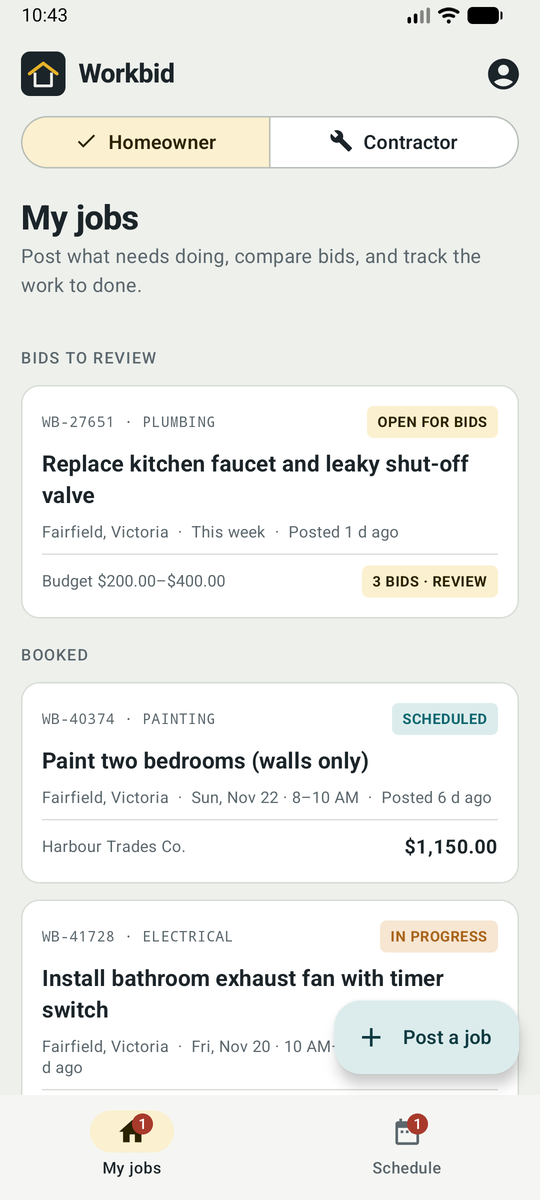 10:43
Workbid
Homeowner
Contractor
My jobs
Post what needs doing, compare bids, and track the
work to done.
BIDS TO REVIEW
WB-27651 · PLUMBING
OPEN FOR BIDS
Replace kitchen faucet and leaky shut-off
valve
Fairfield, Victoria · This week · Posted 1 d ago
Budget $200.00–$400.00
3 BIDS · REVIEW
BOOKED
WB-40374 · PAINTING
SCHEDULED
Paint two bedrooms (walls only)
Fairfield, Victoria · Sun, Nov 22 · 8–10 AM · Posted 6 d ago
Harbour Trades Co.
$1,150.00
WB-41728 · ELECTRICAL
IN PROGRESS
Install bathroom exhaust fan with timer
switch
Fairfield, Victoria · Fri, Nov 20 · 10 AM-
d ago
Post a job
1
My jobs
1
Schedule